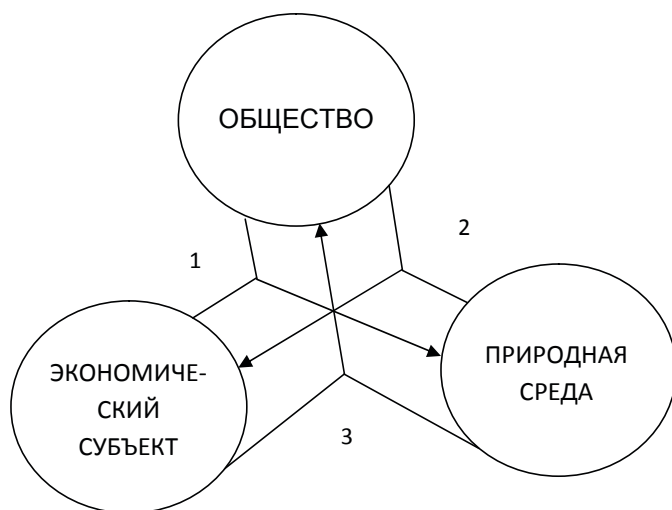 ОБЩЕСТВО
2
1
ПРИРОДНАЯ
СРЕДА
ЭКОНОМИЧЕ-
СКИЙ
СУБЪЕКТ
3